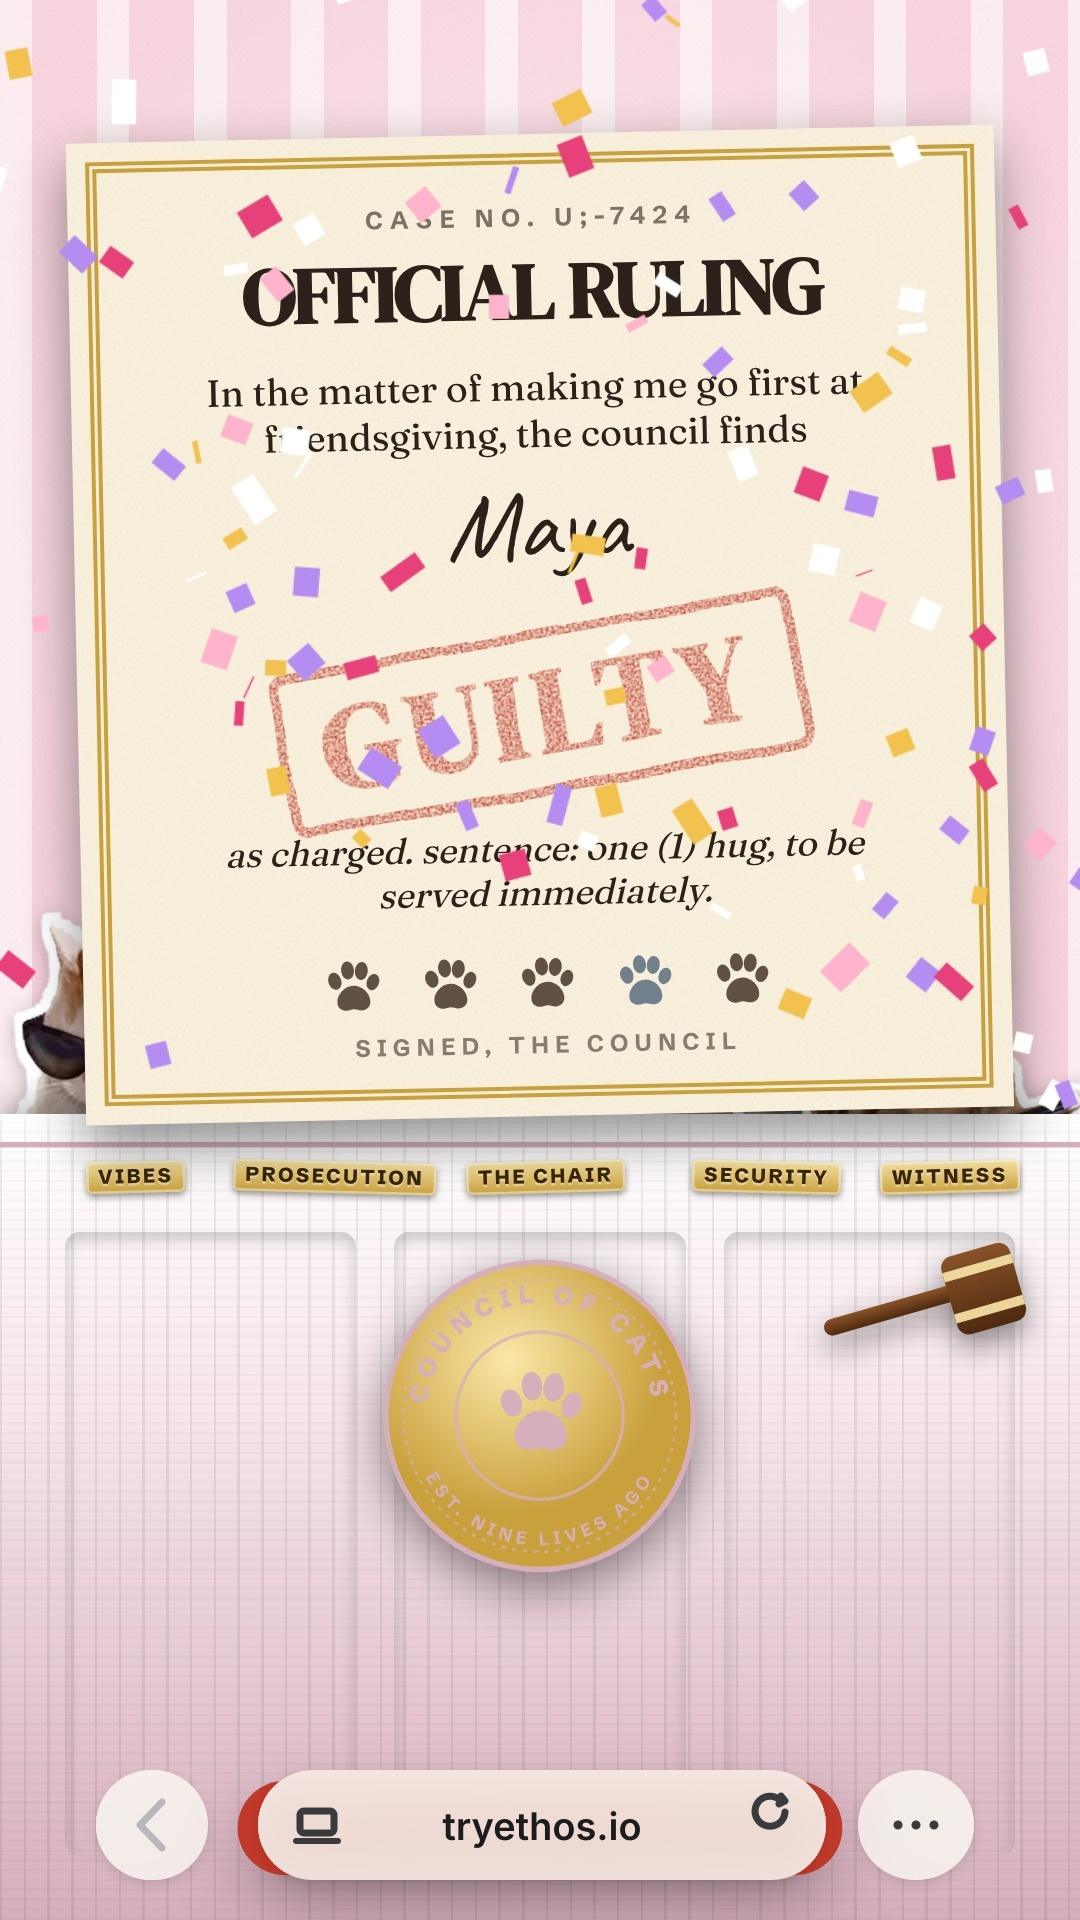 CASE NO. U;-7424
OFFICIAL RULING
In the matter of making me go first at
friendsgiving, the council finds
Maya
GUILTY
as charged. sentence: one (1) hug, to be
served immediately.
SIGNED, THE COUNCIL
VIBES
PROSECUTION
THE CHAIR
SECURITY
WITNESS
COUNCIL OF CATS
EST. NINE LIVES AGO
tryethos.io